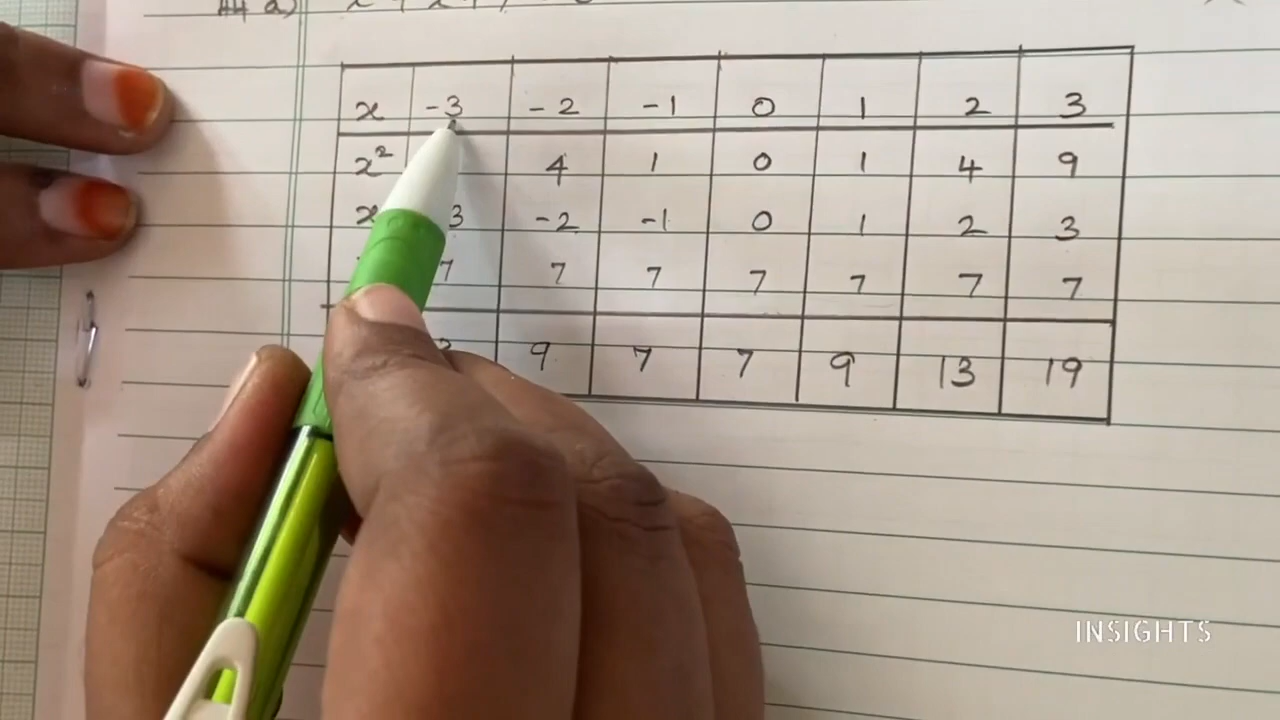 x -3 -2 -1 0 1 2 3
x² 4 1 0 1 4 9
x 3 -2 -1 0 1 2 3
7 7 7 7 7 7 7
9 7 7 9 13 19
INSIGHTS